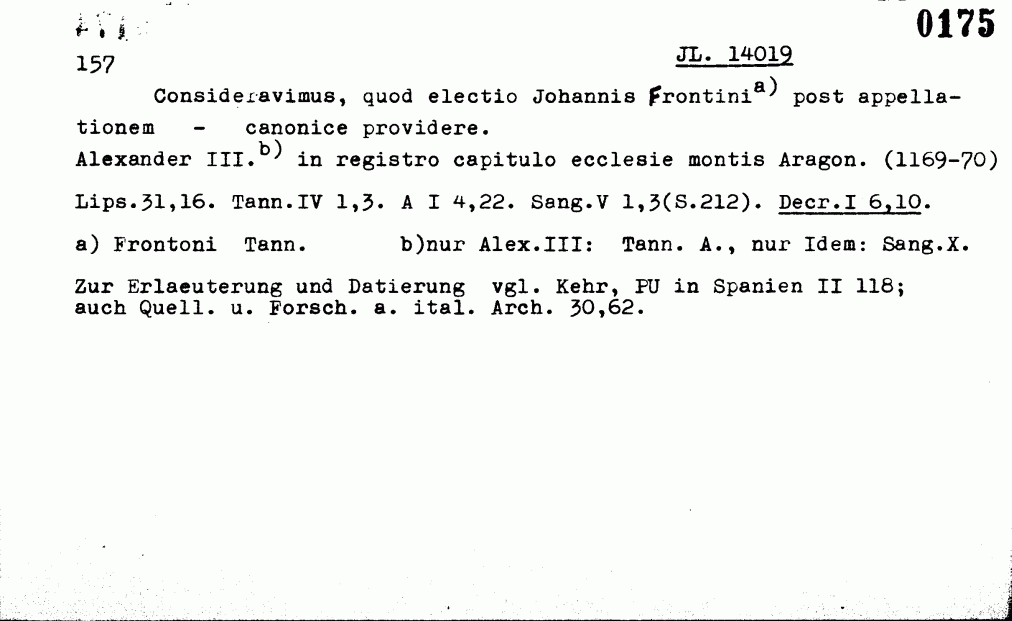 0175
157
JL. 14019
Consideravimus, quod electio Johannis Frontini a) post appella-
tionem - canonice providere.
Alexander III. b) in registro capitulo ecclesie montis Aragon. (1169-70)
Lips.31,16. Tann.IV 1,3. A I 4,22. Sang.V 1,3(S.212). Decr.I 6,10.
a) Frontoni Tann. b)nur Alex.III: Tann. A., nur Idem: Sang.X.
Zur Erlaeuterung und Datierung vgl. Kehr, PU in Spanien II 118;
auch Quell. u. Forsch. a. ital. Arch. 30,62.